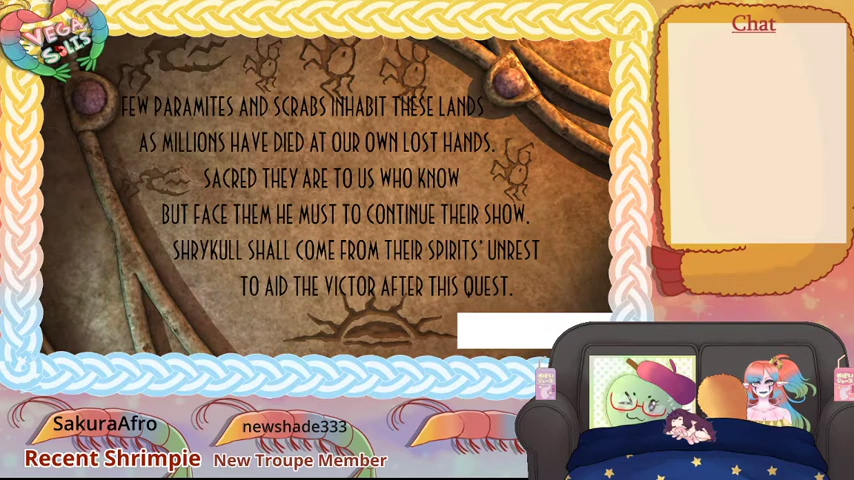 VEGA
SOLIS
Chat
FEW PARAMITES AND SCRABS INHABIT THESE LANDS
AS MILLIONS HAVE DIED AT OUR OWN LOST HANDS.
SACRED THEY ARE TO US WHO KNOW
BUT FACE THEM HE MUST TO CONTINUE THEIR SHOW.
SHRYKULL SHALL COME FROM THEIR SPIRITS' UNREST
TO AID THE VICTOR AFTER THIS QUEST.
SakuraAfro
newshade333
Recent Shrimpie
New Troupe Member